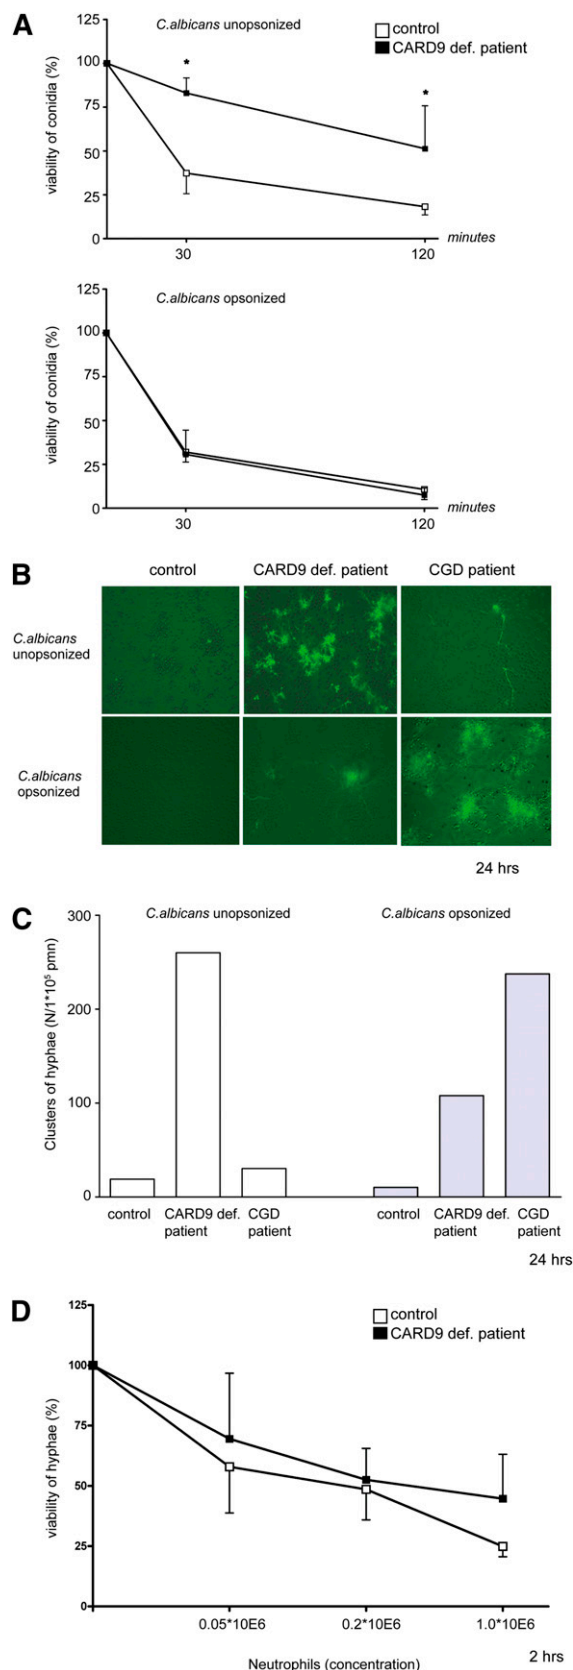 A
C.albicans unopsonized
control
CARD9 def. patient
viability of conidia (%)
125
100
75
50
25
0
*
*
30
120
minutes
C.albicans opsonized
viability of conidia (%)
125
100
75
50
25
0
30
120
minutes
B
control
CARD9 def. patient
CGD patient
C.albicans
unopsonized
C.albicans
opsonized
24 hrs
C
C.albicans unopsonized
C.albicans opsonized
Clusters of hyphae (N/1*10⁵ pmn)
300
200
100
0
control
CARD9 def.
patient
CGD
patient
control
CARD9 def.
patient
CGD
patient
24 hrs
D
control
CARD9 def. patient
viability of hyphae (%)
125
100
75
50
25
0
0.05*10E6
0.2*10E6
1.0*10E6
Neutrophils (concentration)
2 hrs